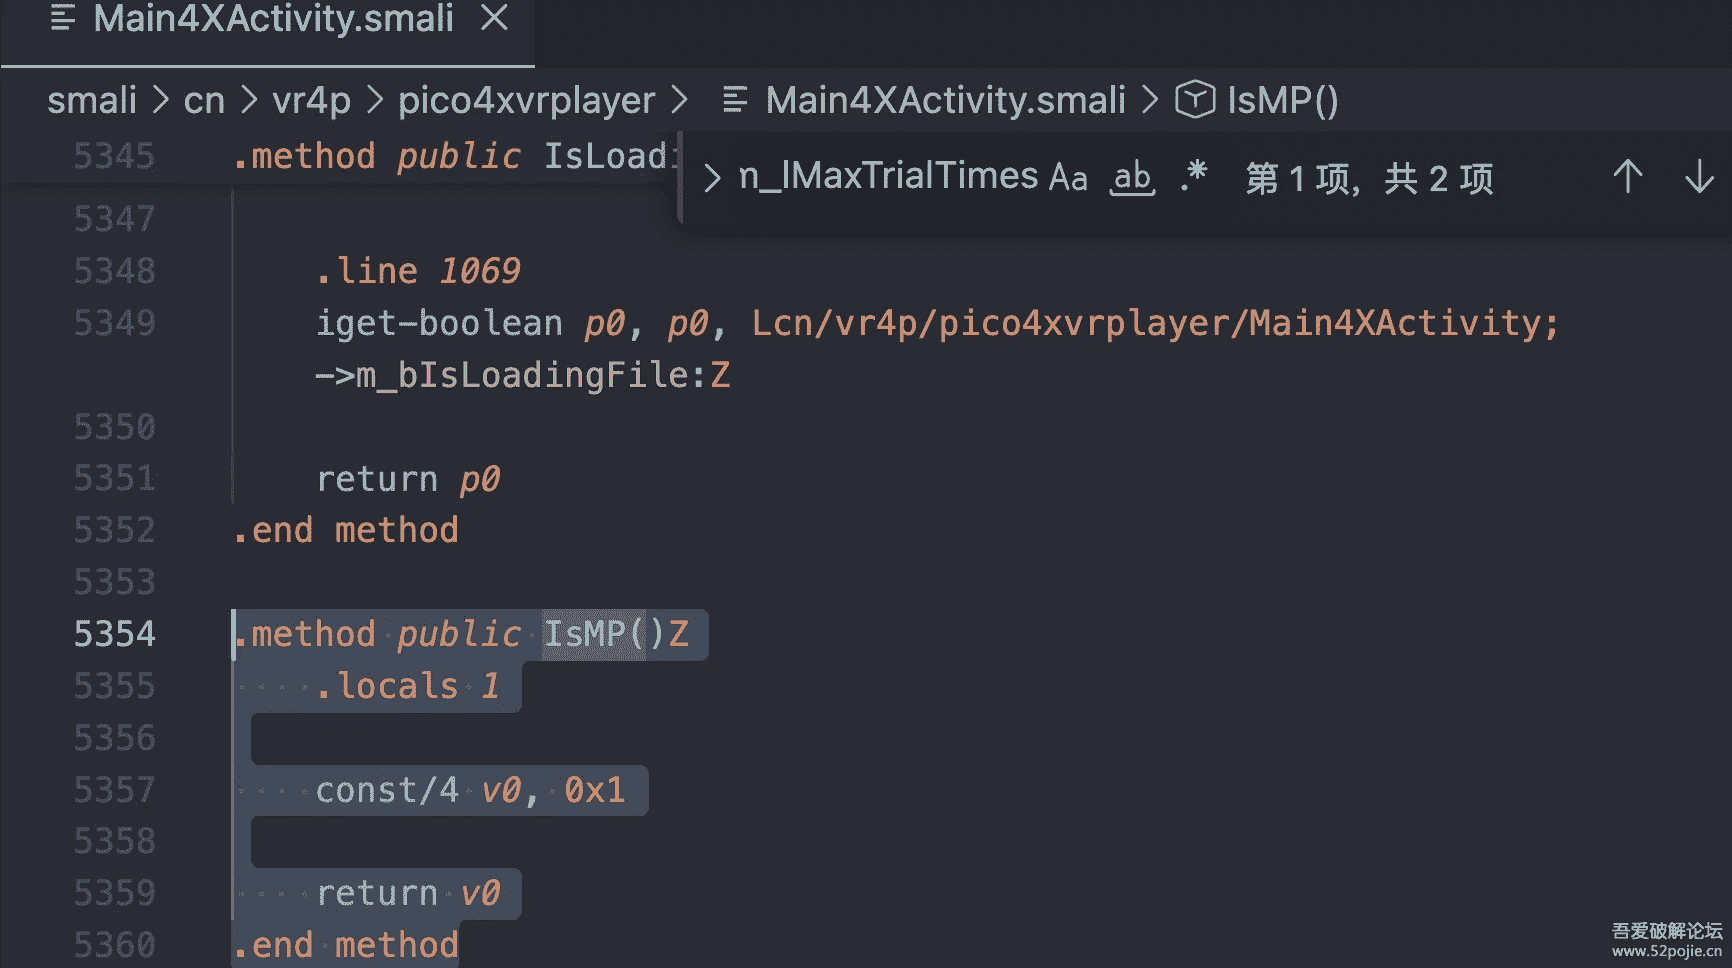 Main4XActivity.smali
smali > cn > vr4p > pico4xvrplayer > Main4XActivity.smali > IsMP()
5345 .method public IsLoadi
n_lMaxTrialTimes Aa ab .* 第 1 项, 共 2 项
5347
5348 .line 1069
5349 iget-boolean p0, p0, Lcn/vr4p/pico4xvrplayer/Main4XActivity;
->m_bIsLoadingFile:Z
5350
5351 return p0
5352 .end method
5353
5354 .method public IsMP()Z
5355 .locals 1
5356
5357 const/4 v0, 0x1
5358
5359 return v0
5360 .end method
吾爱破解论坛
www.52pojie.cn